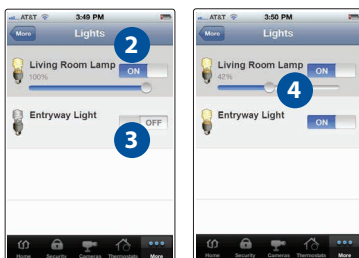 AT&T 3:49 PM
More Lights
2
Living Room Lamp
100%
ON
Entryway Light
OFF
3
Home Security Cameras Thermostats More
AT&T 3:50 PM
More Lights
Living Room Lamp
42%
ON
4
Entryway Light
ON
Home Security Cameras Thermostats More